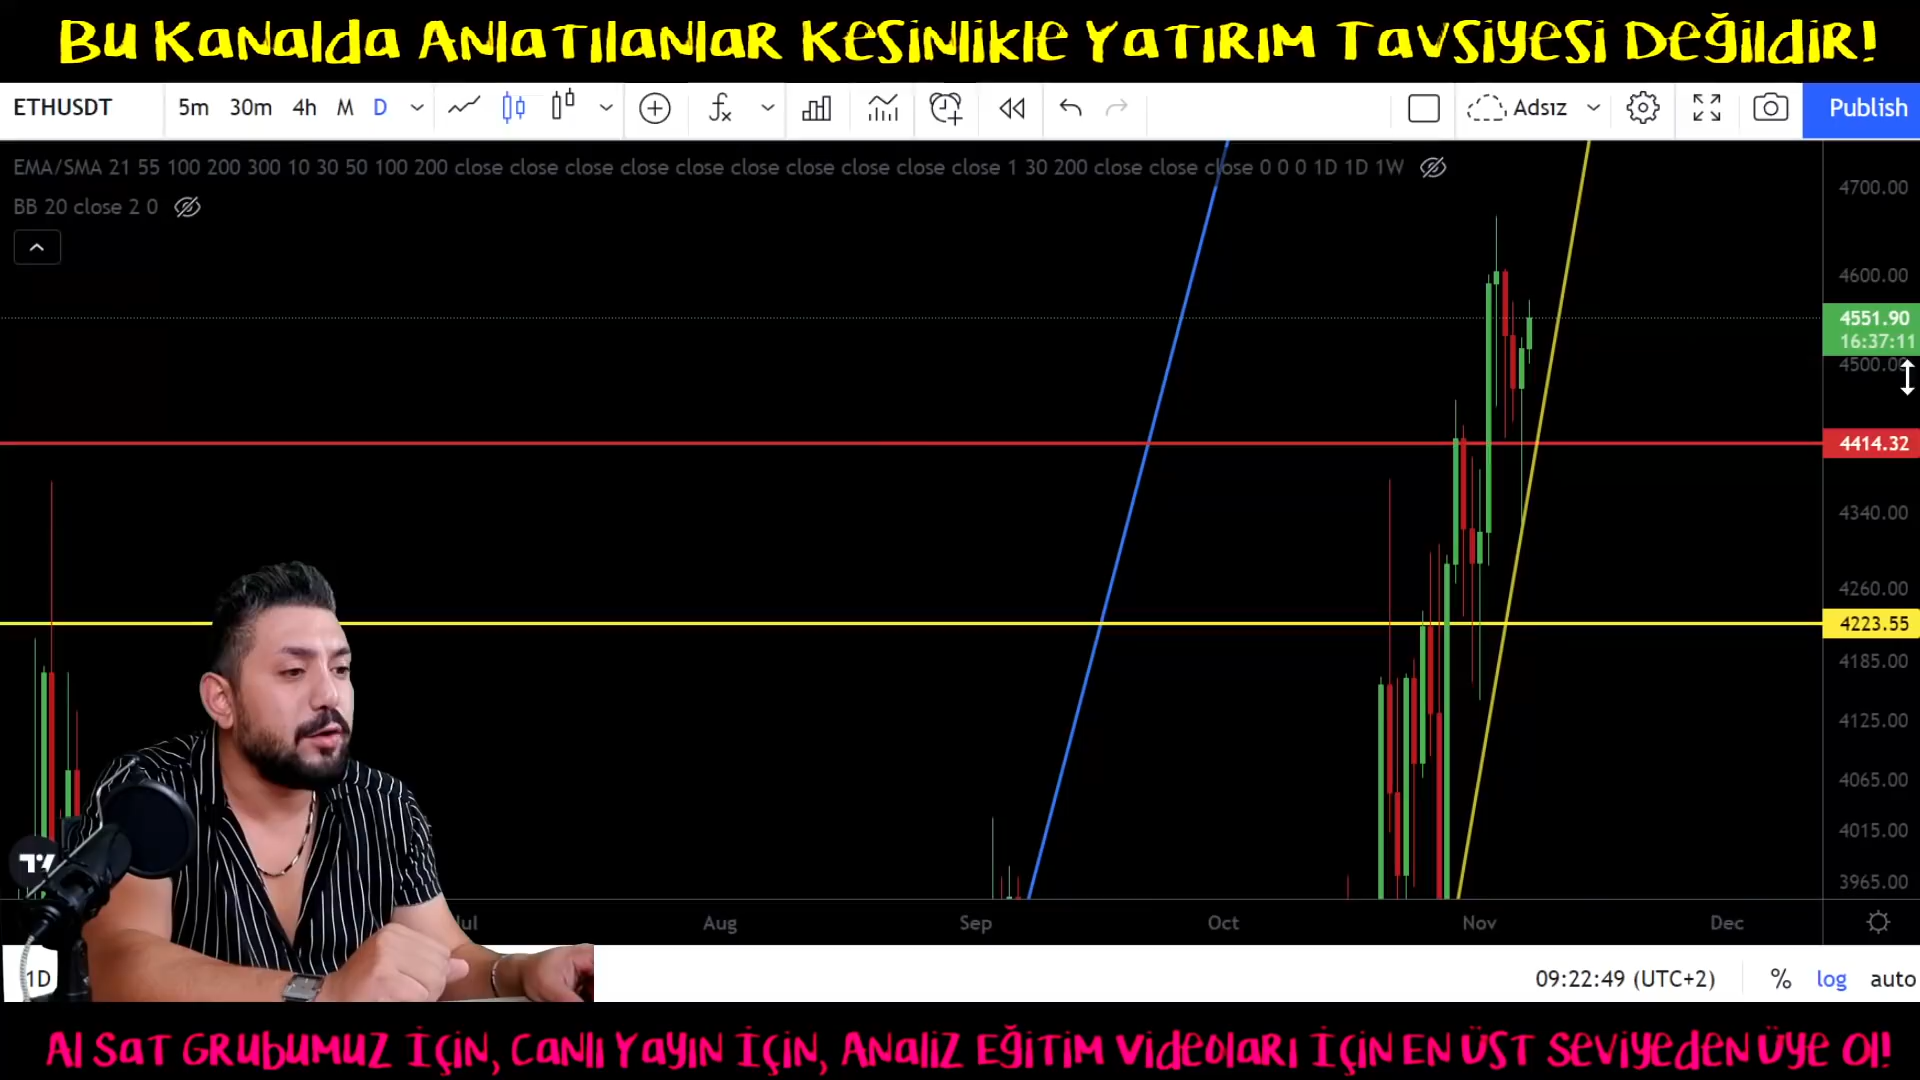 Bu Kanalda Anlatılanlar Kesinlikle Yatırım Tavsiyesi Değildir!
ETHUSDT 5m 30m 4h M D Adsız Publish
EMA/SMA 21 55 100 200 300 10 30 50 100 200 close close close close close close close close close close 1 30 200 close close close 0 0 0 1D 1D 1W
BB 20 close 2 0
4700.00
4600.00
4551.90
16:37:11
4500.00
4414.32
4340.00
4260.00
4223.55
4185.00
4125.00
4065.00
4015.00
3965.00
Aug Sep Oct Nov Dec
1D 09:22:49 (UTC+2) % log auto
Al Sat Grubumuz İçin, Canlı Yayın İçin, Analiz Eğitim Videoları İçin En Üst Seviyeden Üye Ol!